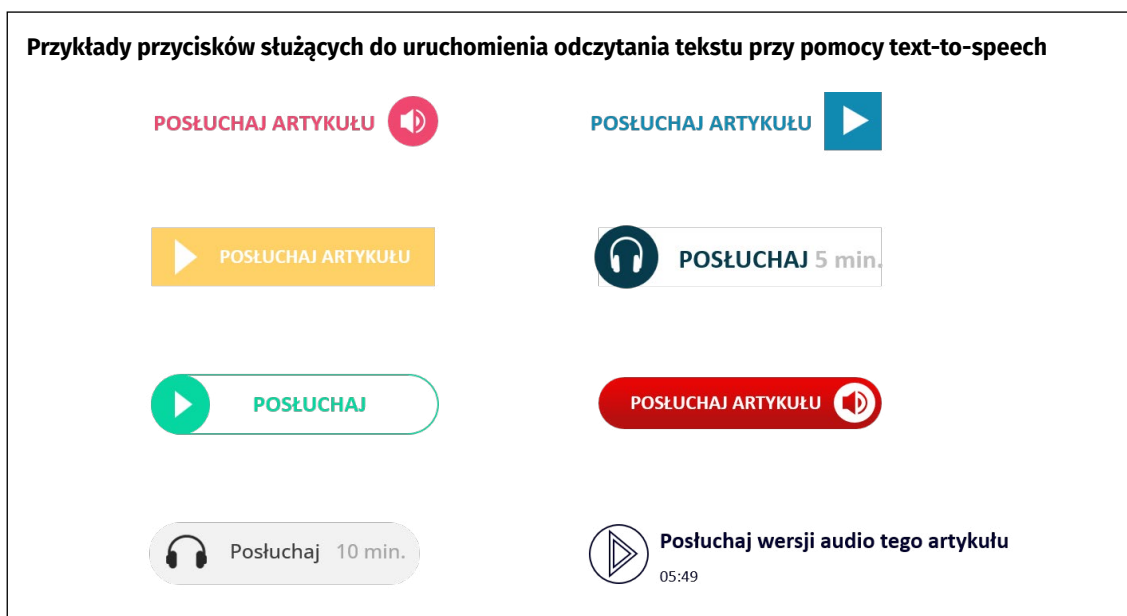 Przykłady przycisków służących do uruchomienia odczytania tekstu przy pomocy text-to-speech
POSŁUCHAJ ARTYKUŁU
POSŁUCHAJ ARTYKUŁU
POSŁUCHAJ ARTYKUŁU
POSŁUCHAJ 5 min.
POSŁUCHAJ
POSŁUCHAJ ARTYKUŁU
Posłuchaj 10 min.
Posłuchaj wersji audio tego artykułu
05:49